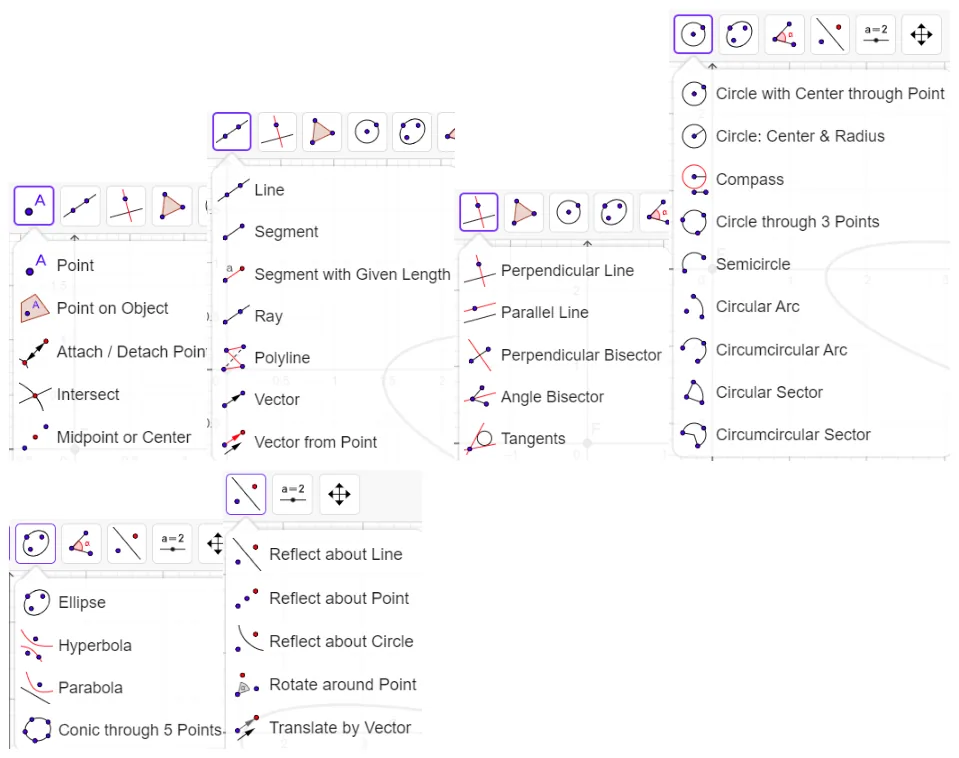 A
Point
Point on Object
Attach / Detach Poin
Intersect
Midpoint or Center
Line
Segment
a
Segment with Given Length
Ray
Polyline
Vector
Vector from Point
Perpendicular Line
Parallel Line
Perpendicular Bisector
Angle Bisector
Tangents
a=2
Circle with Center through Point
Circle: Center & Radius
Compass
Circle through 3 Points
Semicircle
Circular Arc
Circumcircular Arc
Circular Sector
Circumcircular Sector
a=2
Ellipse
Hyperbola
Parabola
Conic through 5 Points
a=2
Reflect about Line
Reflect about Point
Reflect about Circle
Rotate around Point
Translate by Vector